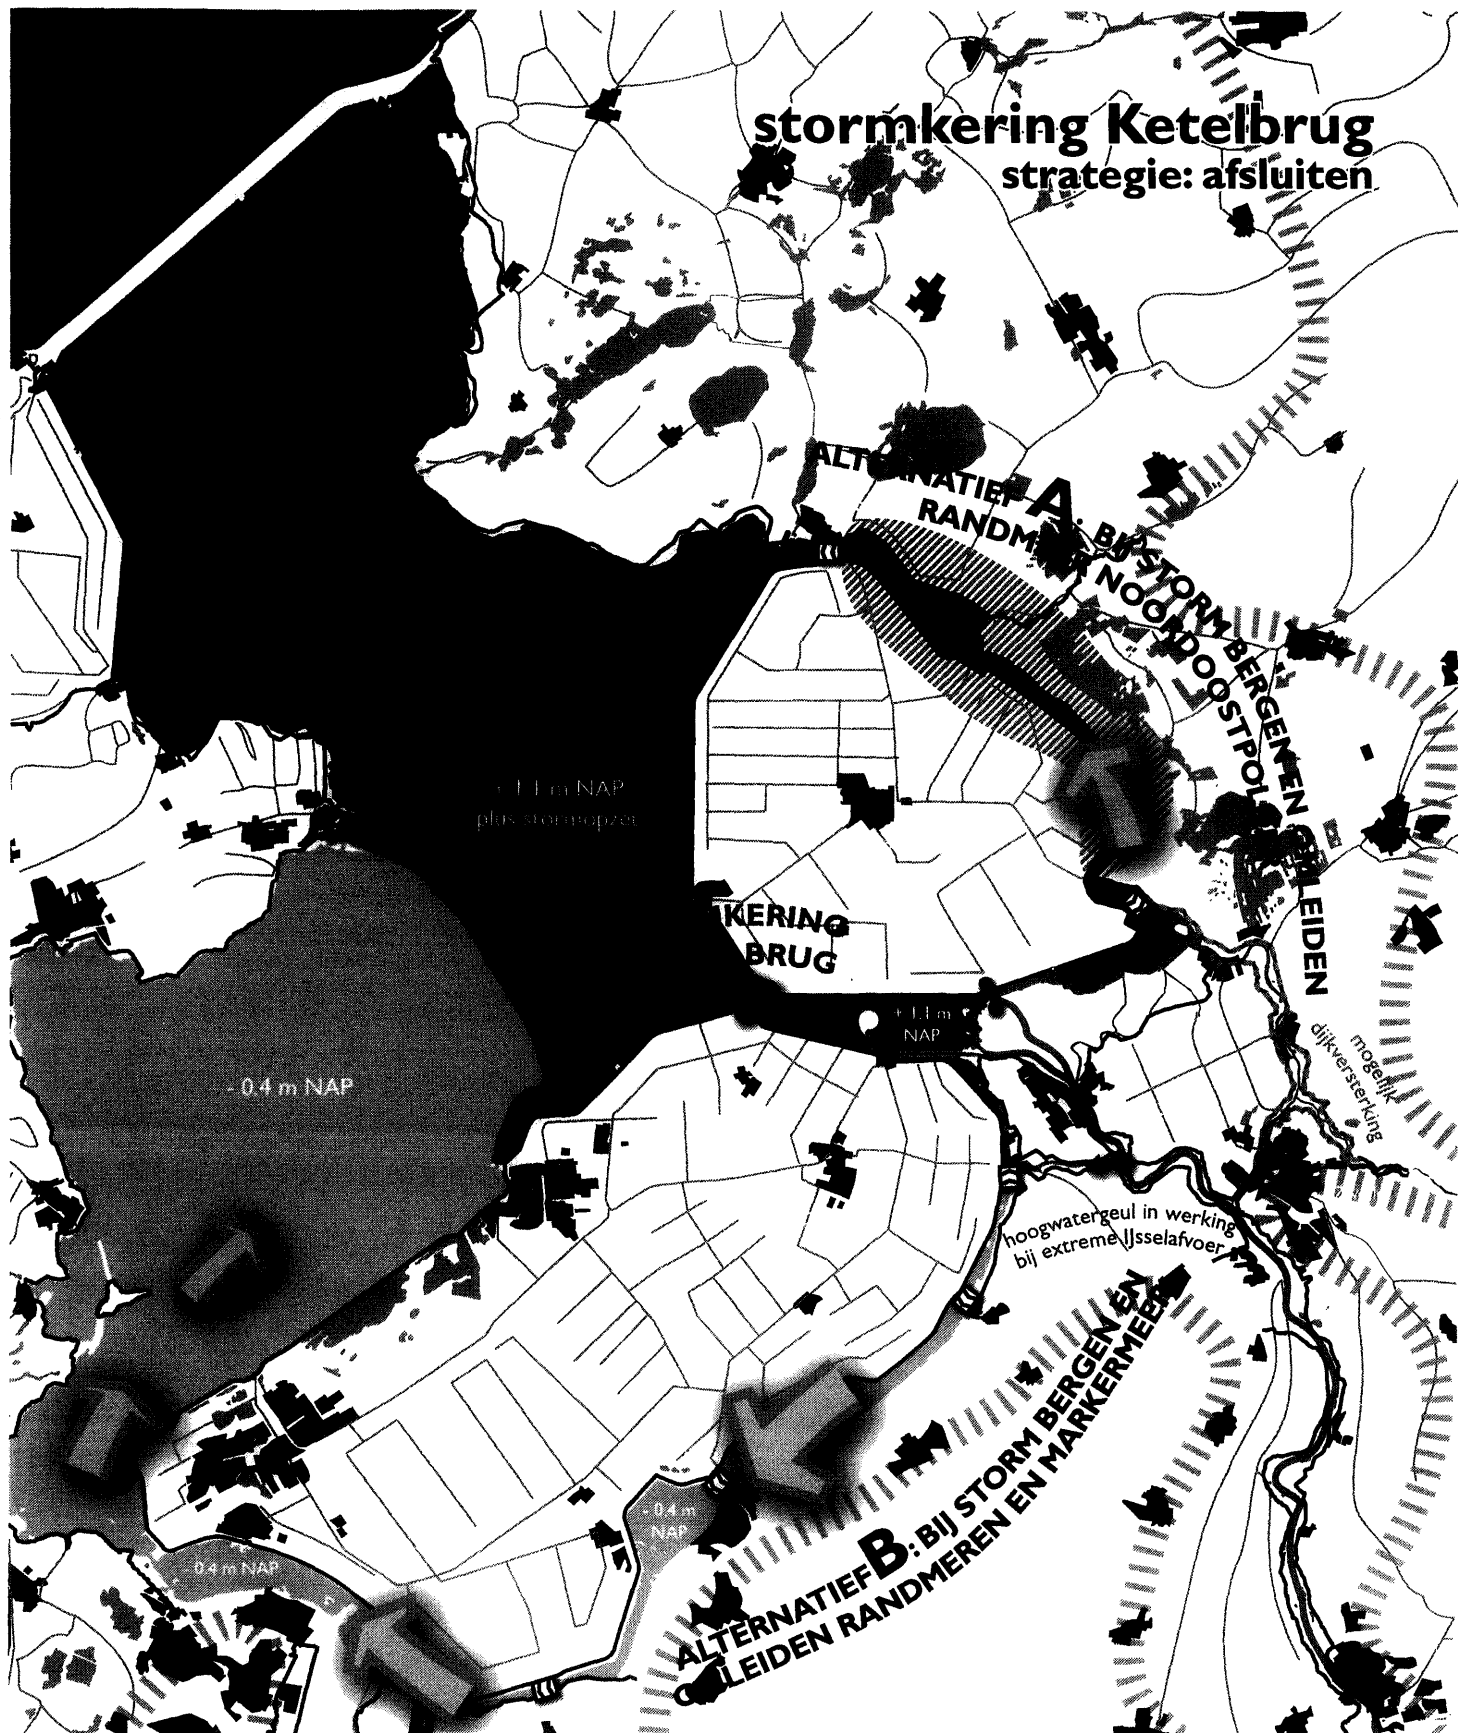 stormkering Ketelbrug
strategie: afsluiten
ALTERNATIEF A: BIJ STORM BERGEN EN OMLEIDEN
RANDMEER NOORDOOSTPOLDER
+ 1.1 m NAP
plus stormopzet
KERING
BRUG
+ 1.1 m
NAP
- 0.4 m NAP
mogelijk
dijkversterking
hoogwatergeul in werking
bij extreme IJsselafvoer
- 0.4 m
NAP
- 0.4 m NAP
ALTERNATIEF B: BIJ STORM BERGEN EN
OMLEIDEN RANDMEREN EN MARKERMEER